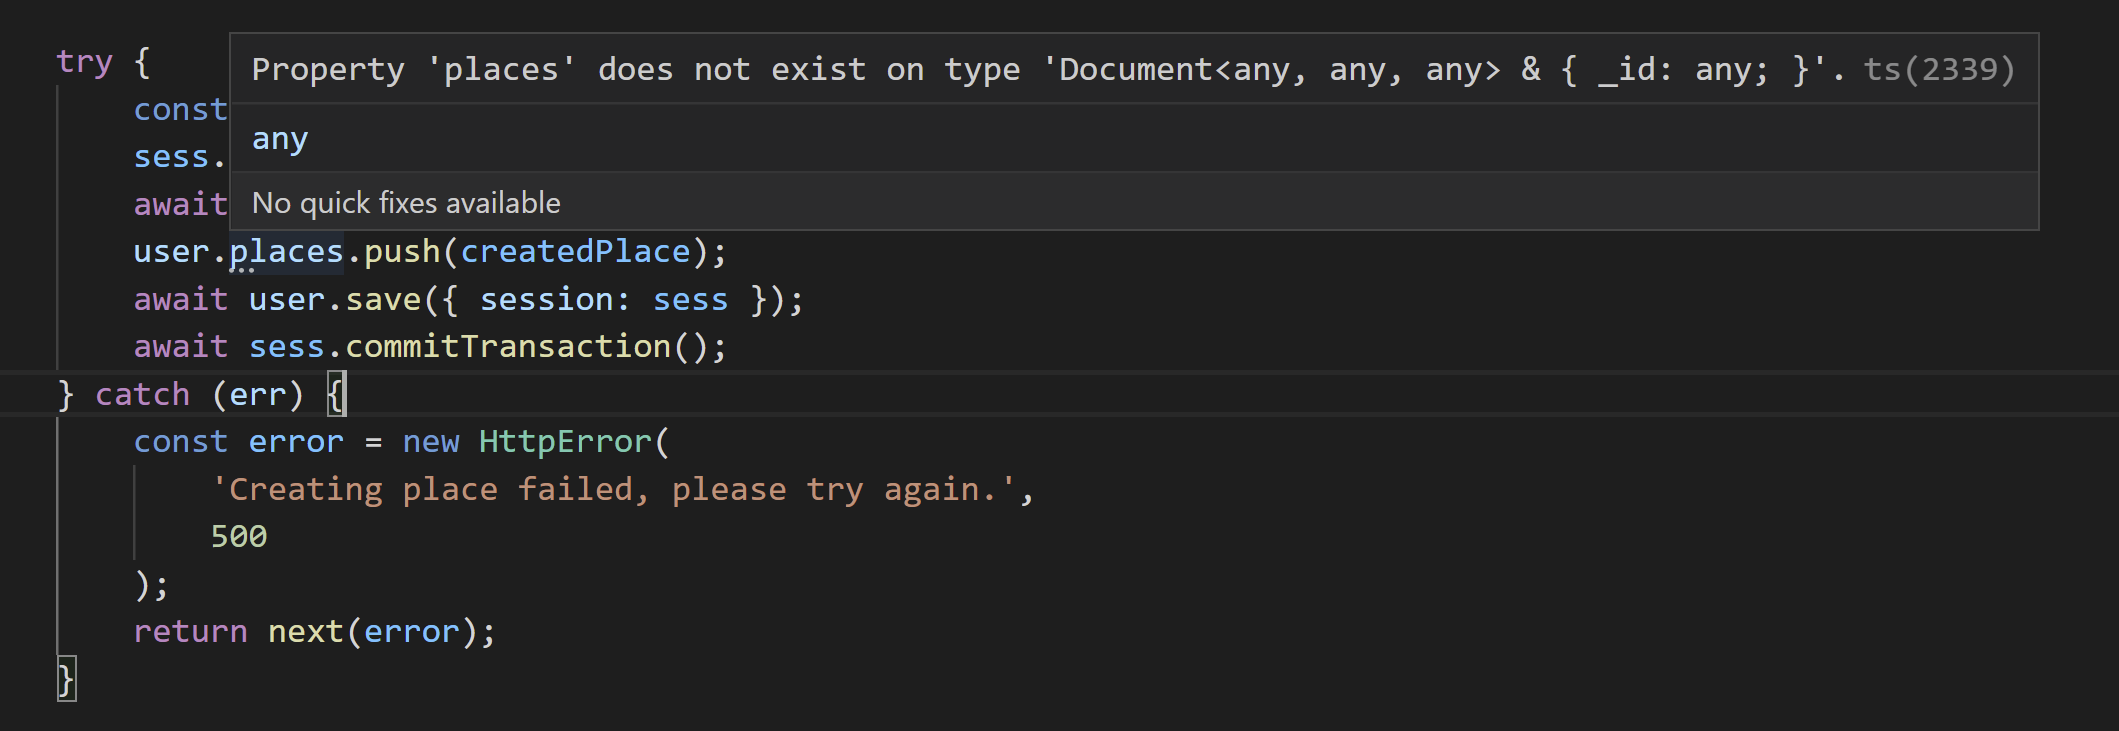 try {
Property 'places' does not exist on type 'Document<any, any, any> & { _id: any; }'. ts(2339)
const
any
sess.
await
No quick fixes available
user.places.push(createdPlace);
await user.save({ session: sess });
await sess.commitTransaction();
} catch (err) {
const error = new HttpError(
'Creating place failed, please try again.',
500
);
return next(error);
}